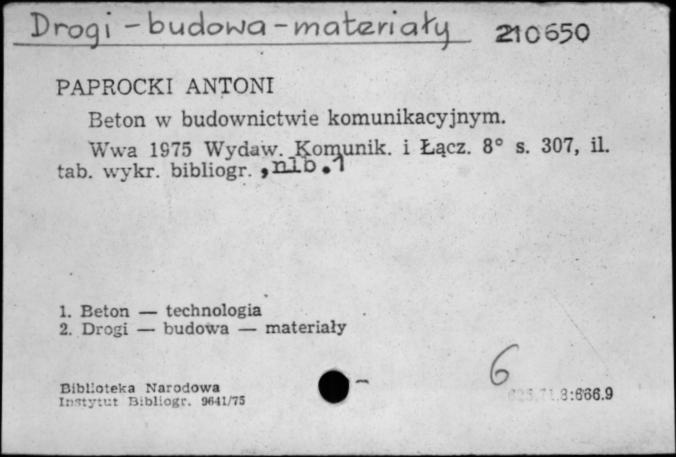 Drogi - budowa - materiały 210650
PAPROCKI ANTONI
Beton w budownictwie komunikacyjnym.
Wwa 1975 Wydaw. Komunik. i Łącz. 8° s. 307, il.
tab. wykr. bibliogr. , nlb. 1
1. Beton — technologia
2. Drogi — budowa — materiały
6
Biblioteka Narodowa
Instytut Bibliogr. 9641/75
625.71.8:666.9